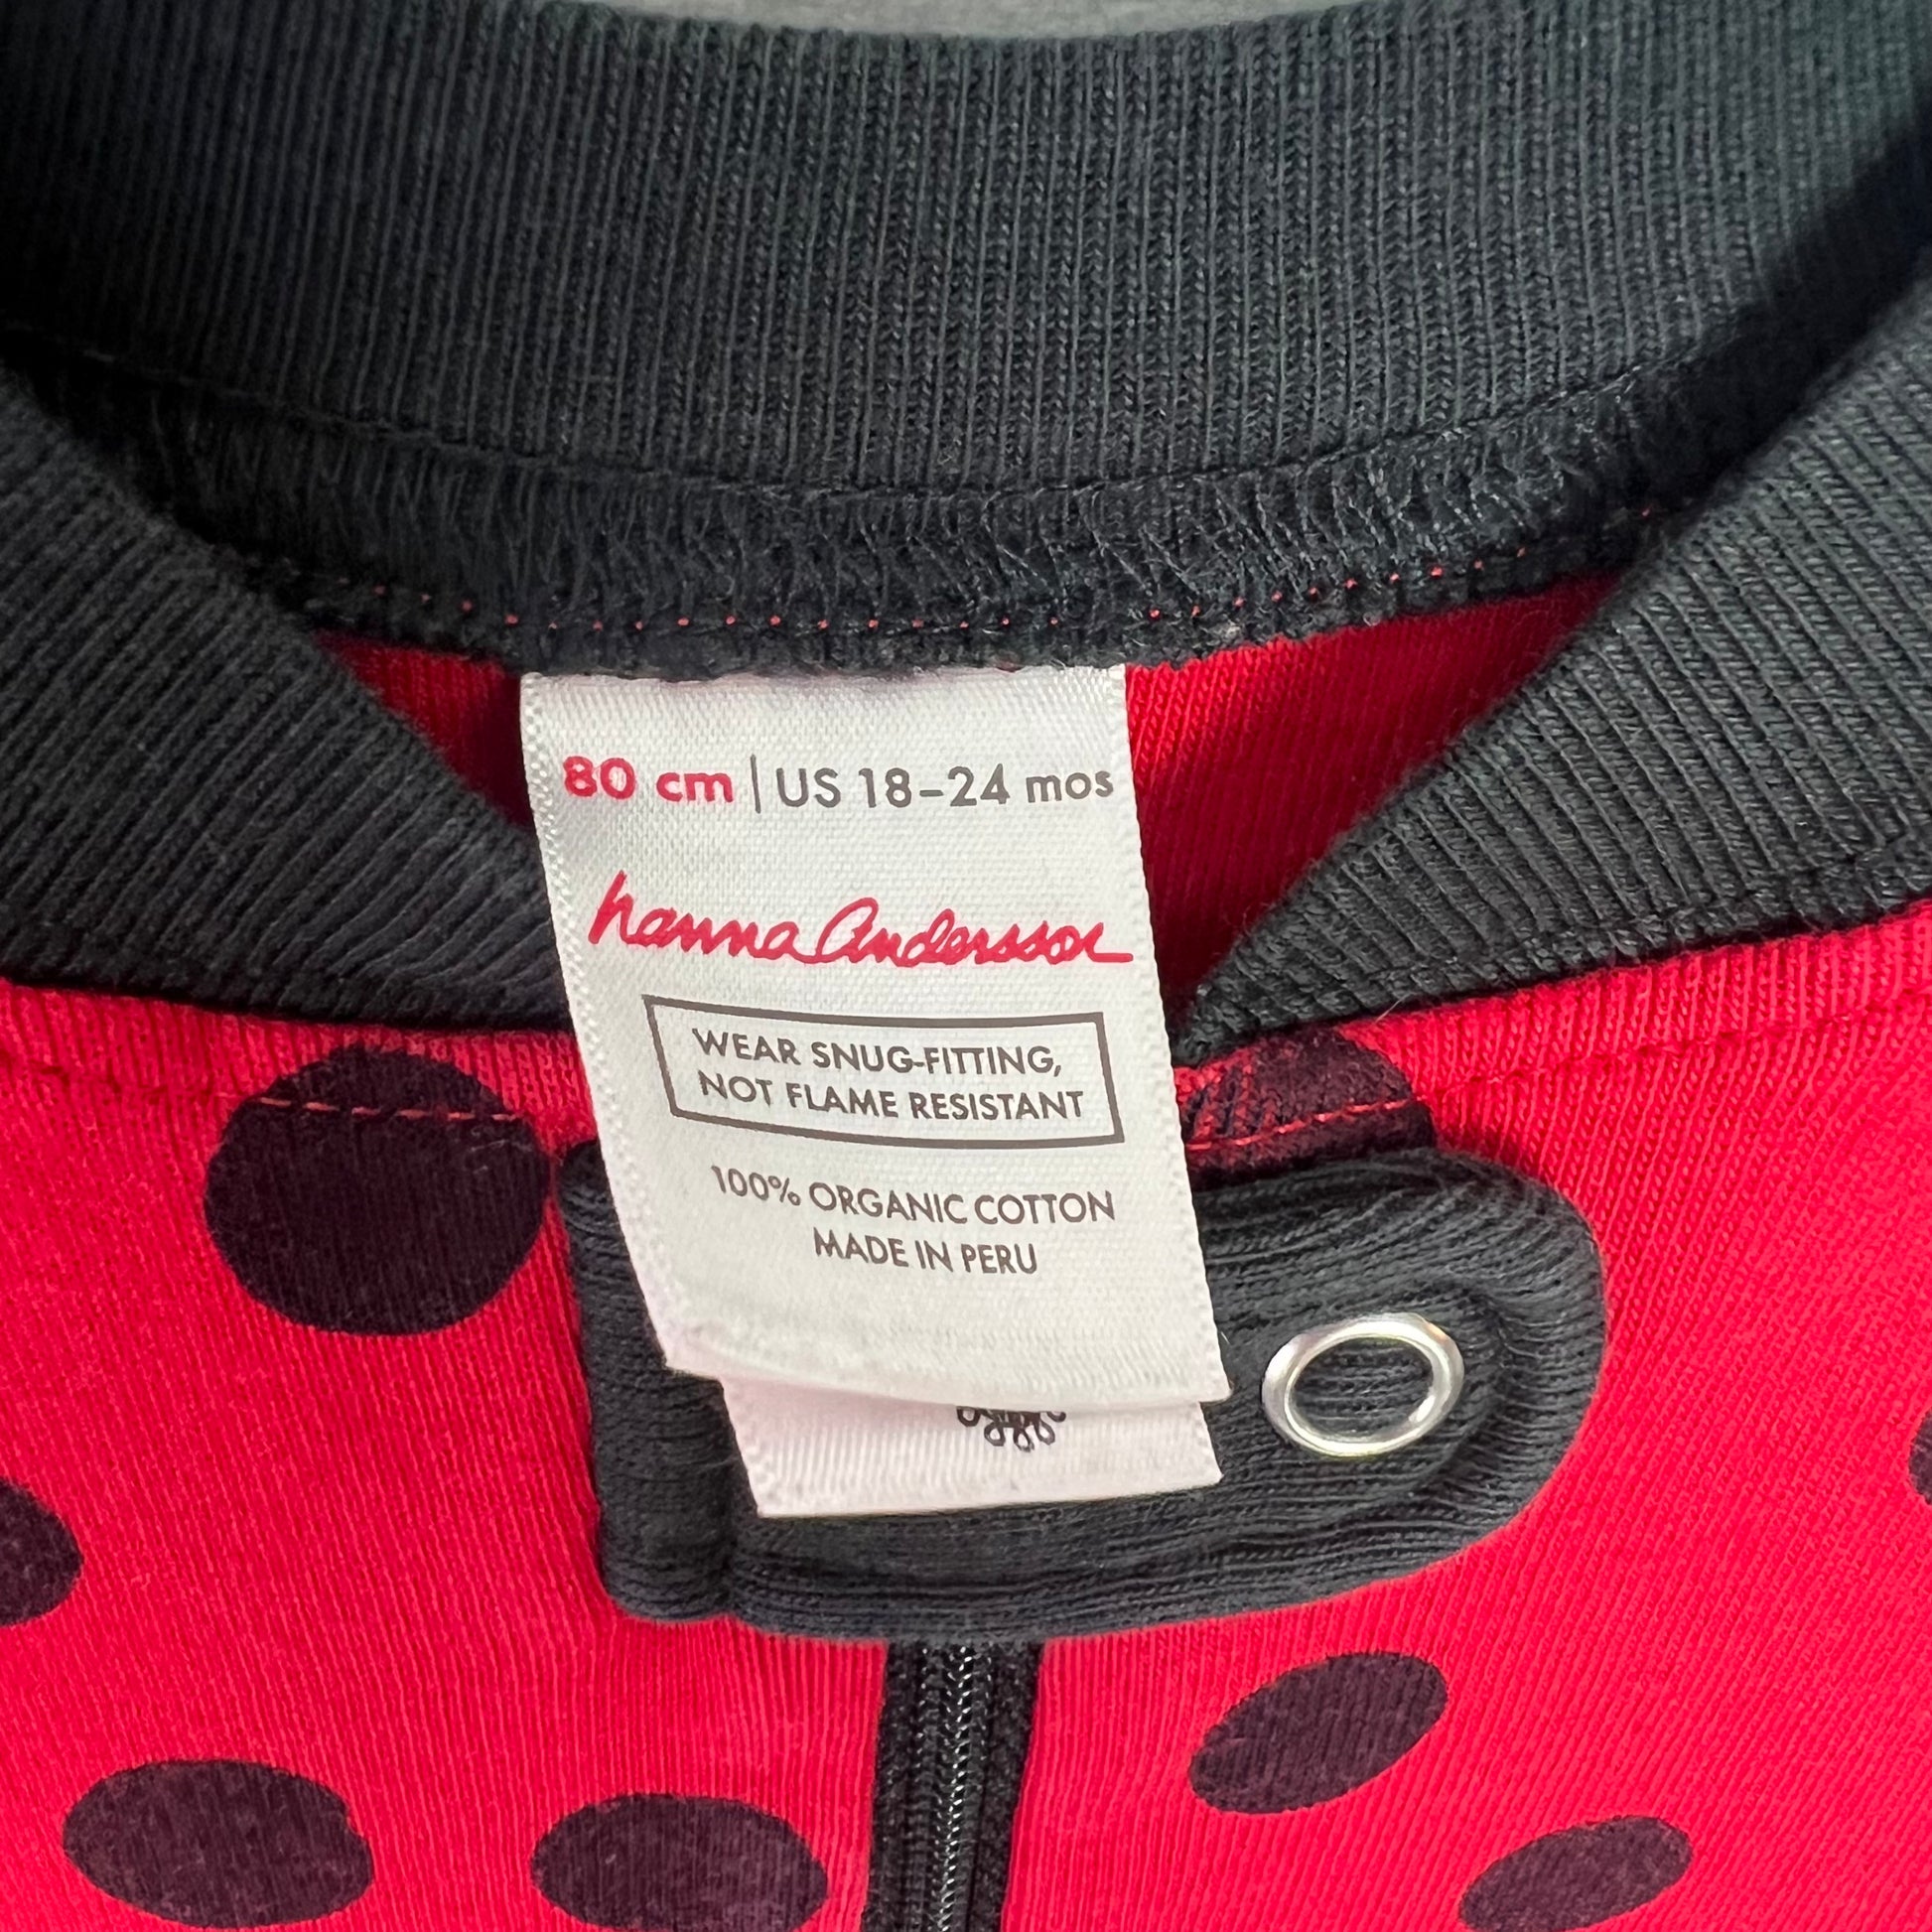 80 cm | US 18-24 mos
hanna Andersson
WEAR SNUG-FITTING,
NOT FLAME RESISTANT
100% ORGANIC COTTON
MADE IN PERU